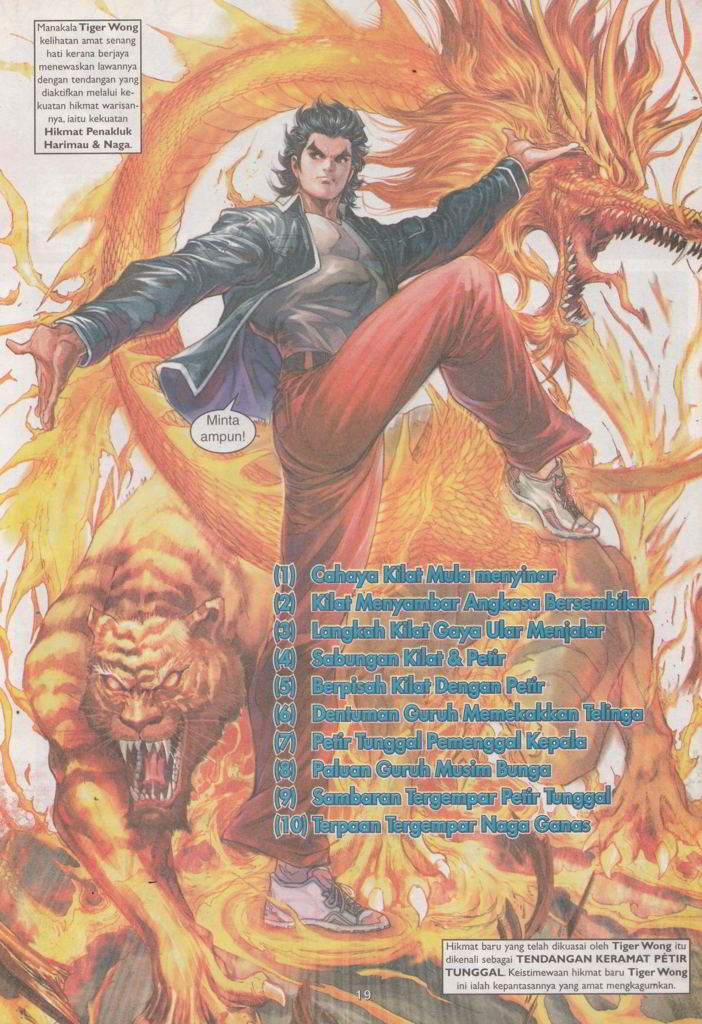 Manakala Tiger Wong
kelihatan amat senang
hati kerana berjaya
menewaskan lawannya
dengan tendangan yang
diaktifkan melalui ke-
kuatan hikmat warisan-
nya, iaitu kekuatan
Hikmat Penakluk
Harimau & Naga.
Minta
ampun!
(1) Cahaya Kilat Mula menyinar
(2) Kilat Menyambar Angkasa Bersembilan
(3) Langkah Kilat Gaya Ular Menjalar
(4) Sabungan Kilat & Petir
(5) Berpisah Kilat Dengan Petir
(6) Dentuman Guruh Memekakkan Telinga
(7) Petir Tunggal Pemenggal Kepala
(8) Paluan Guruh Musim Bunga
(9) Sambaran Tergempar Petir Tunggal
(10) Terpaan Tergempar Naga Ganas
Hikmat baru yang telah dikuasai oleh Tiger Wong itu
dikenali sebagai TENDANGAN KERAMAT PETIR
TUNGGAL. Keistimewaan hikmat baru Tiger Wong
ini ialah kepantasannya yang amat mengkagumkan.
19